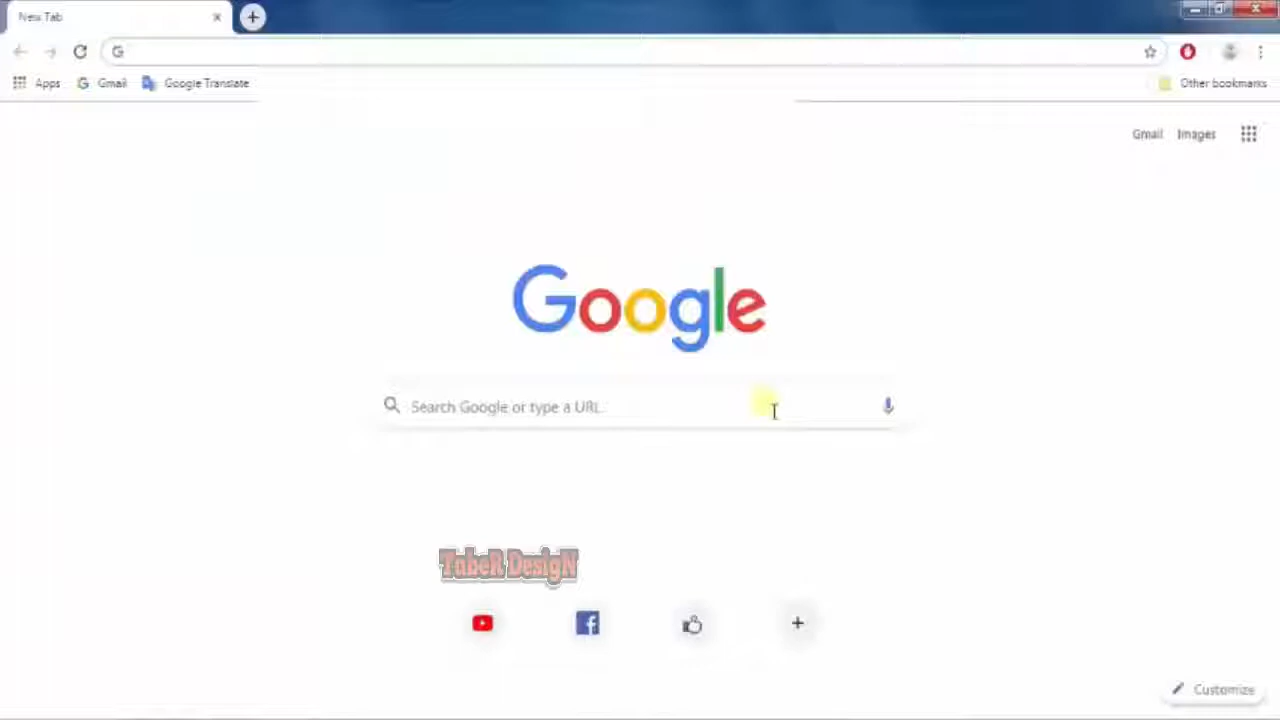 New Tab
Apps Gmail Google Translate Other bookmarks
Gmail Images
Google
Search Google or type a URL
TabeR DesigN
Customize